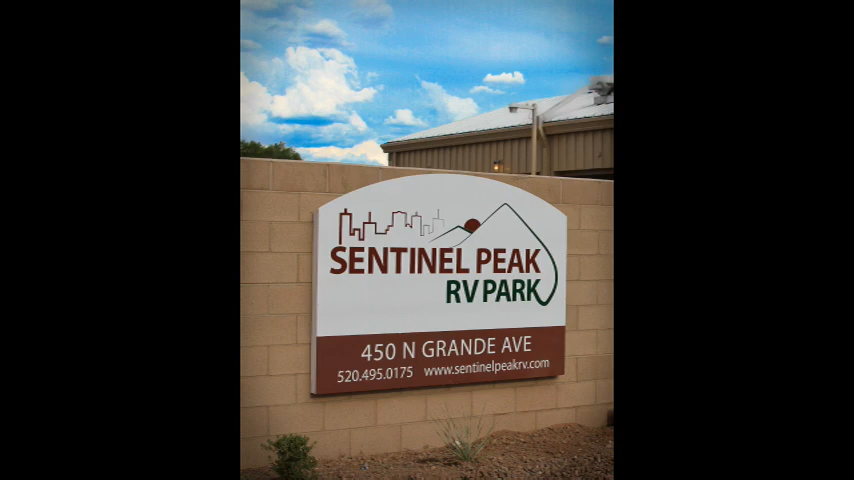 SENTINEL PEAK
RV PARK
450 N GRANDE AVE
520.495.0175 www.sentinelpeakrv.com